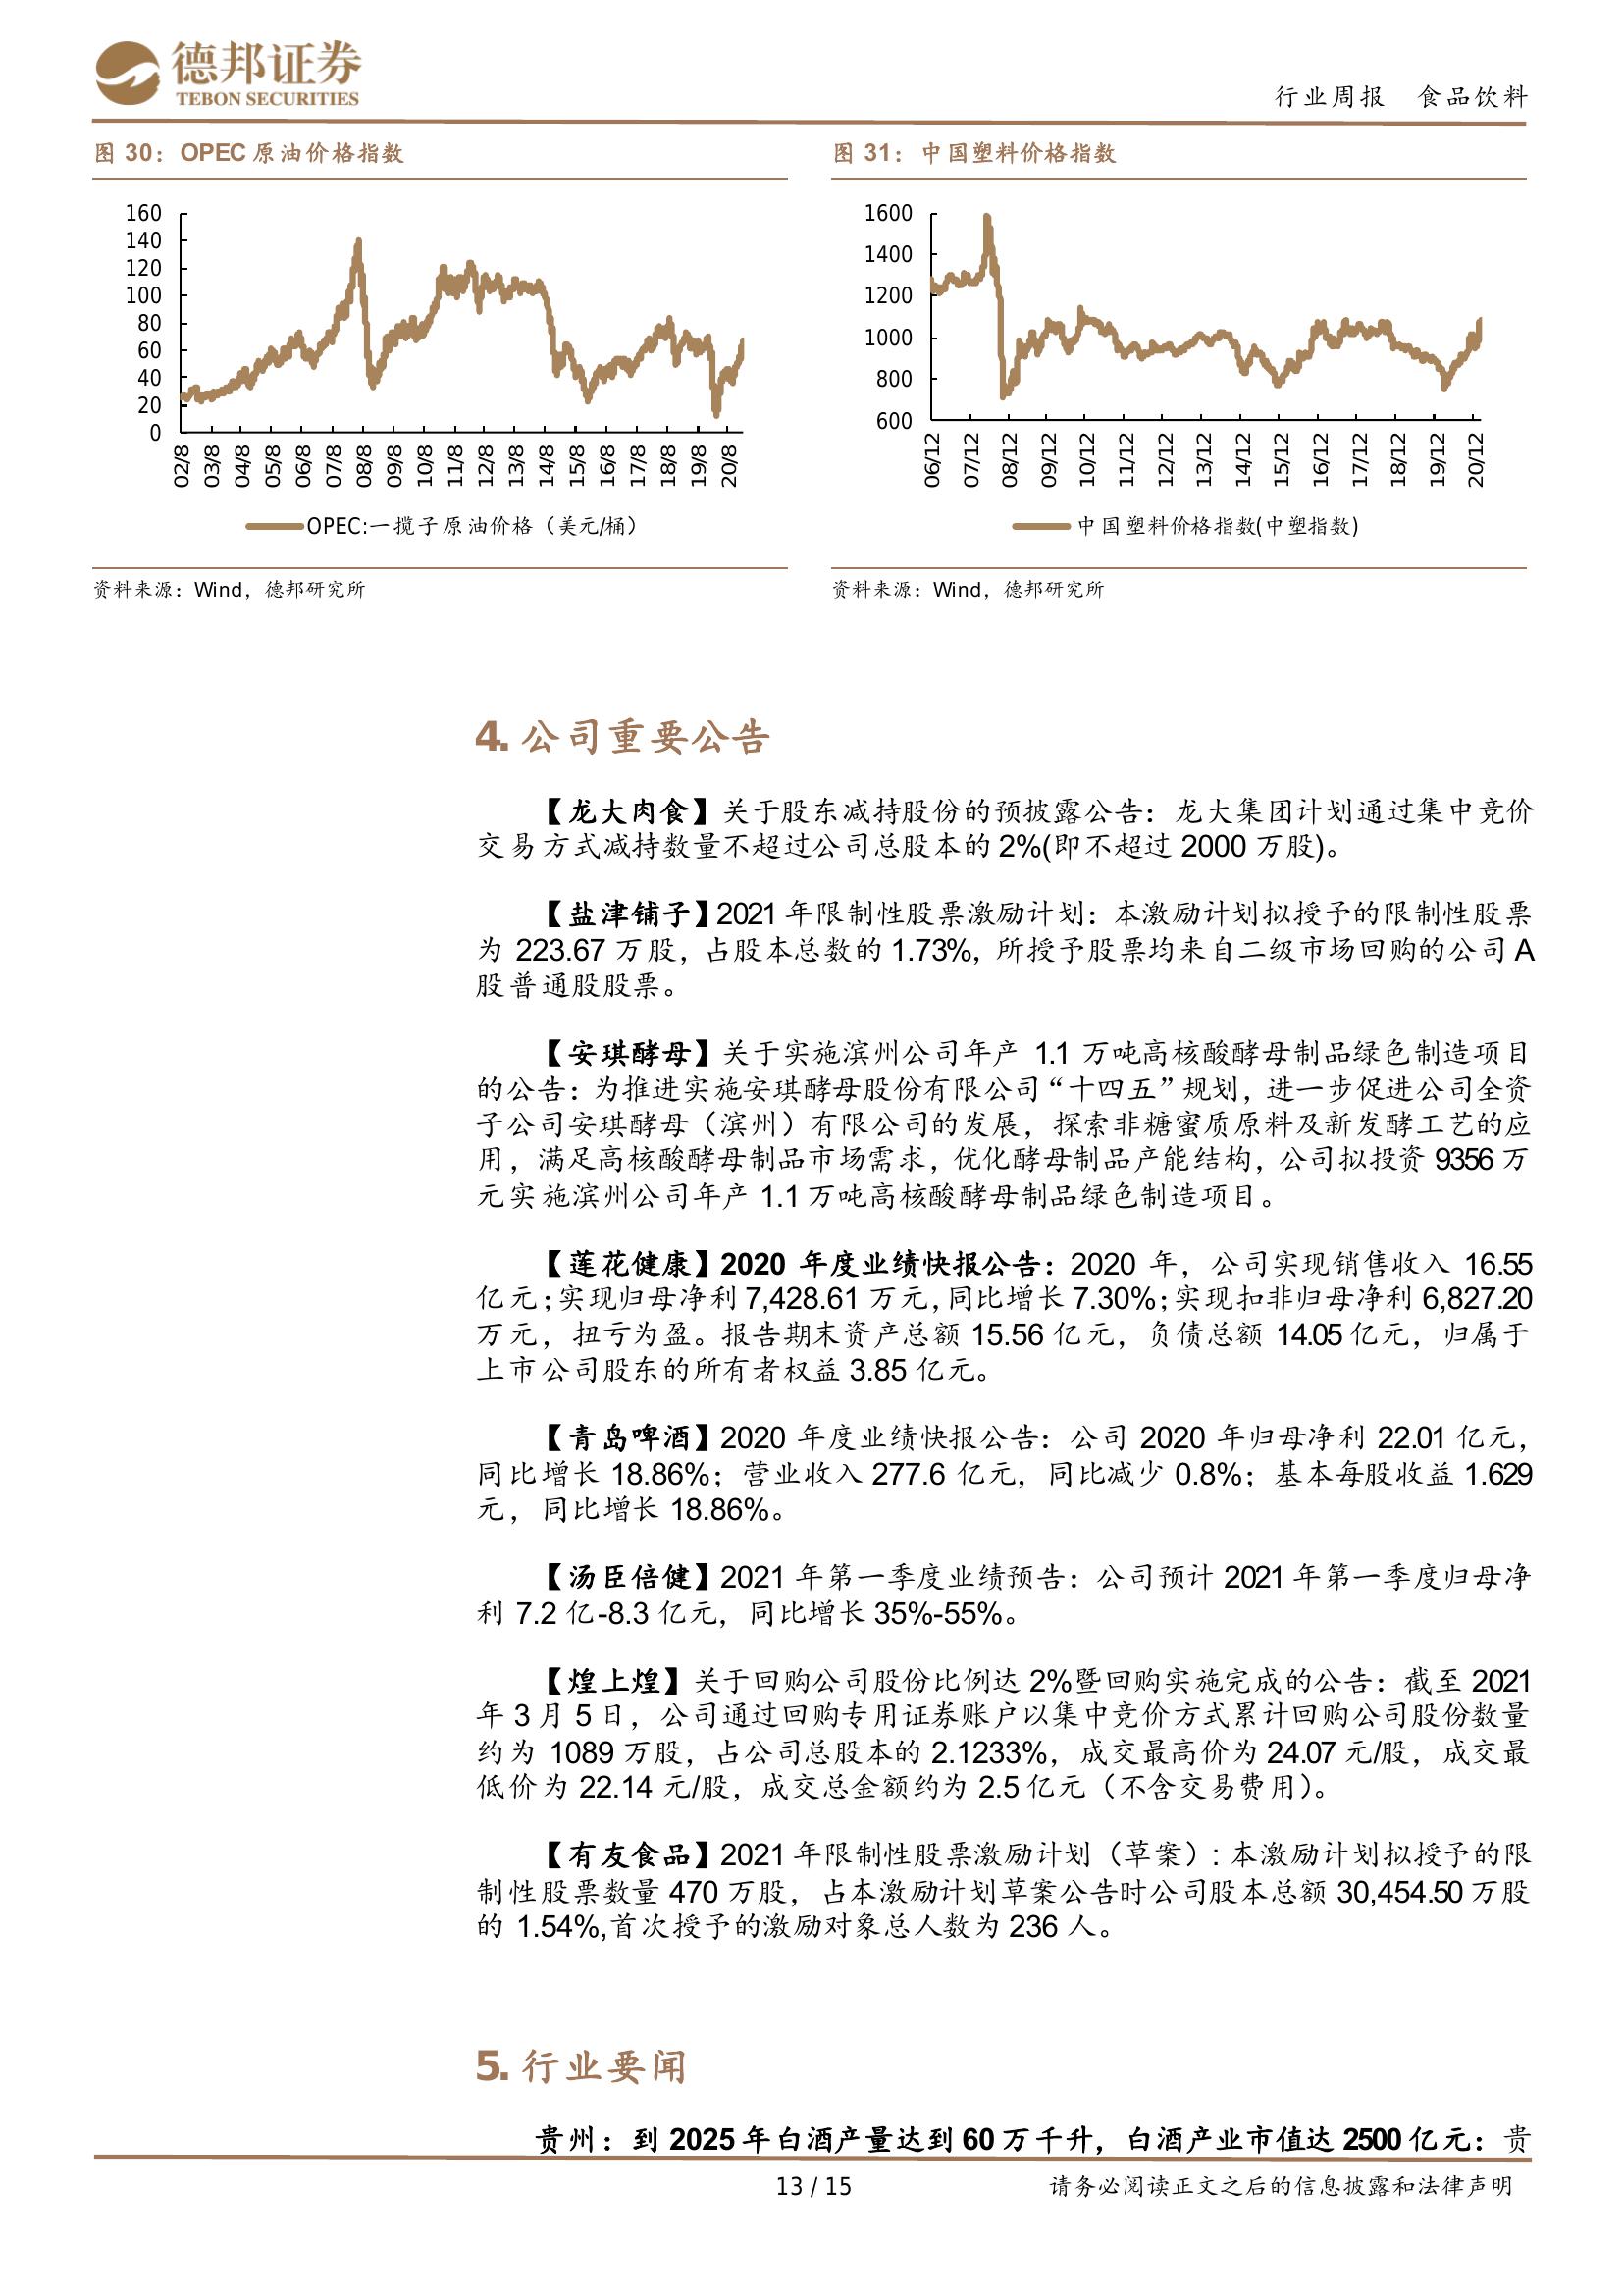 德邦证券
TEBON SECURITIES
行业周报 食品饮料
图 30：OPEC 原油价格指数
160
140
120
100
80
60
40
20
0
02/8
03/8
04/8
05/8
06/8
07/8
08/8
09/8
10/8
11/8
12/8
13/8
14/8
15/8
16/8
17/8
18/8
19/8
20/8
OPEC:一揽子原油价格（美元/桶）
资料来源：Wind，德邦研究所
图 31：中国塑料价格指数
1600
1400
1200
1000
800
600
06/12
07/12
08/12
09/12
10/12
11/12
12/12
13/12
14/12
15/12
16/12
17/12
18/12
19/12
20/12
中国塑料价格指数(中塑指数)
资料来源：Wind，德邦研究所
4. 公司重要公告
【龙大肉食】关于股东减持股份的预披露公告：龙大集团计划通过集中竞价
交易方式减持数量不超过公司总股本的 2%(即不超过 2000 万股)。
【盐津铺子】2021 年限制性股票激励计划：本激励计划拟授予的限制性股票
为 223.67 万股，占股本总数的 1.73%，所授予股票均来自二级市场回购的公司 A
股普通股股票。
【安琪酵母】关于实施滨州公司年产 1.1 万吨高核酸酵母制品绿色制造项目
的公告：为推进实施安琪酵母股份有限公司“十四五”规划，进一步促进公司全资
子公司安琪酵母（滨州）有限公司的发展，探索非糖蜜质原料及新发酵工艺的应
用，满足高核酸酵母制品市场需求，优化酵母制品产能结构，公司拟投资 9356 万
元实施滨州公司年产 1.1 万吨高核酸酵母制品绿色制造项目。
【莲花健康】2020 年度业绩快报公告：2020 年，公司实现销售收入 16.55
亿元；实现归母净利 7,428.61 万元，同比增长 7.30%；实现扣非归母净利 6,827.20
万元，扭亏为盈。报告期末资产总额 15.56 亿元，负债总额 14.05 亿元，归属于
上市公司股东的所有者权益 3.85 亿元。
【青岛啤酒】2020 年度业绩快报公告：公司 2020 年归母净利 22.01 亿元，
同比增长 18.86%；营业收入 277.6 亿元，同比减少 0.8%；基本每股收益 1.629
元，同比增长 18.86%。
【汤臣倍健】2021 年第一季度业绩预告：公司预计 2021 年第一季度归母净
利 7.2 亿-8.3 亿元，同比增长 35%-55%。
【煌上煌】关于回购公司股份比例达 2%暨回购实施完成的公告：截至 2021
年 3 月 5 日，公司通过回购专用证券账户以集中竞价方式累计回购公司股份数量
约为 1089 万股，占公司总股本的 2.1233%，成交最高价为 24.07 元/股，成交最
低价为 22.14 元/股，成交总金额约为 2.5 亿元（不含交易费用）。
【有友食品】2021 年限制性股票激励计划（草案）: 本激励计划拟授予的限
制性股票数量 470 万股，占本激励计划草案公告时公司股本总额 30,454.50 万股
的 1.54%,首次授予的激励对象总人数为 236 人。
5. 行业要闻
贵州：到 2025 年白酒产量达到 60 万千升，白酒产业市值达 2500 亿元：贵
13 / 15
请务必阅读正文之后的信息披露和法律声明